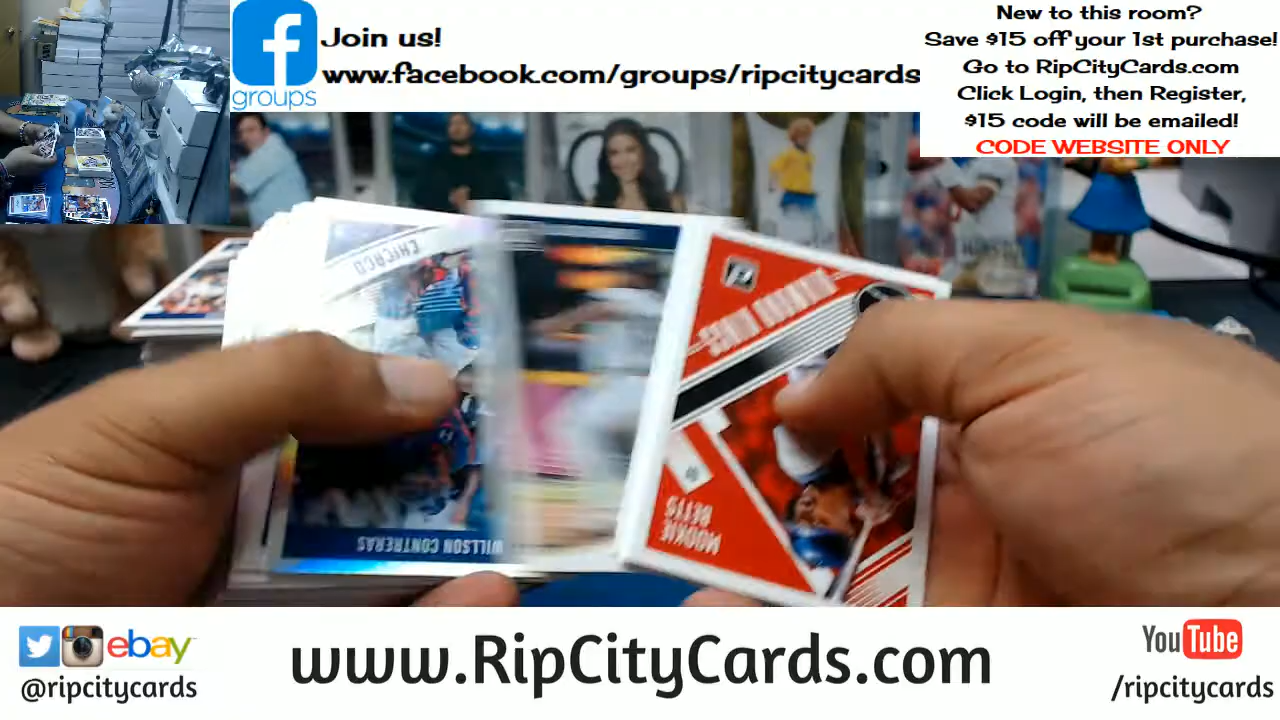 Join us!
www.facebook.com/groups/ripcitycards
groups
New to this room?
Save $15 off your 1st purchase!
Go to RipCityCards.com
Click Login, then Register,
$15 code will be emailed!
CODE WEBSITE ONLY
CHICAGO
WILLSON CONTRERAS
DIAMOND KINGS
MOOKIE
BETTS
ebay
@ripcitycards
www.RipCityCards.com
YouTube
/ripcitycards